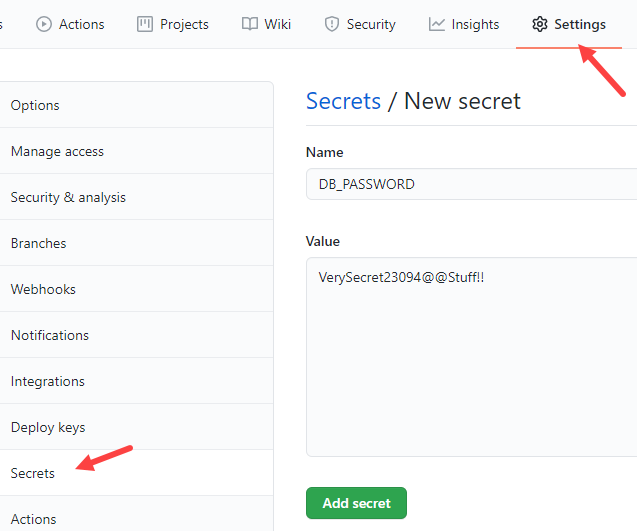 Actions Projects Wiki Security Insights Settings
Options
Manage access
Security & analysis
Branches
Webhooks
Notifications
Integrations
Deploy keys
Secrets
Actions
Secrets / New secret
Name
DB_PASSWORD
Value
VerySecret23094@@Stuff!!
Add secret